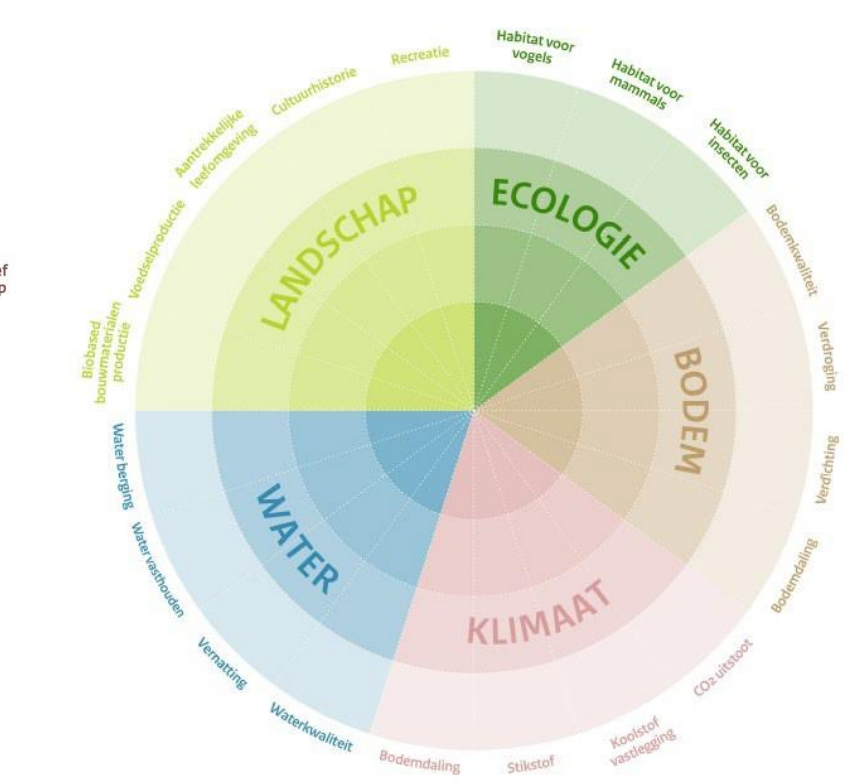 Habitat voor
vogels
Habitat voor
mammals
Habitat voor
insecten
ECOLOGIE
Bodemkwaliteit
Verdroging
Verdichting
Bodemdaling
BODEM
CO2 uitstoot
Koolstof
vastlegging
Stikstof
Bodemdaling
KLIMAAT
Waterkwaliteit
Vernatting
Water vasthouden
Water berging
WATER
Biobased
bouwmaterialen
productie
Voedselproductie
Aantrekkelijke
leefomgeving
Cultuurhistorie
Recreatie
LANDSCHAP